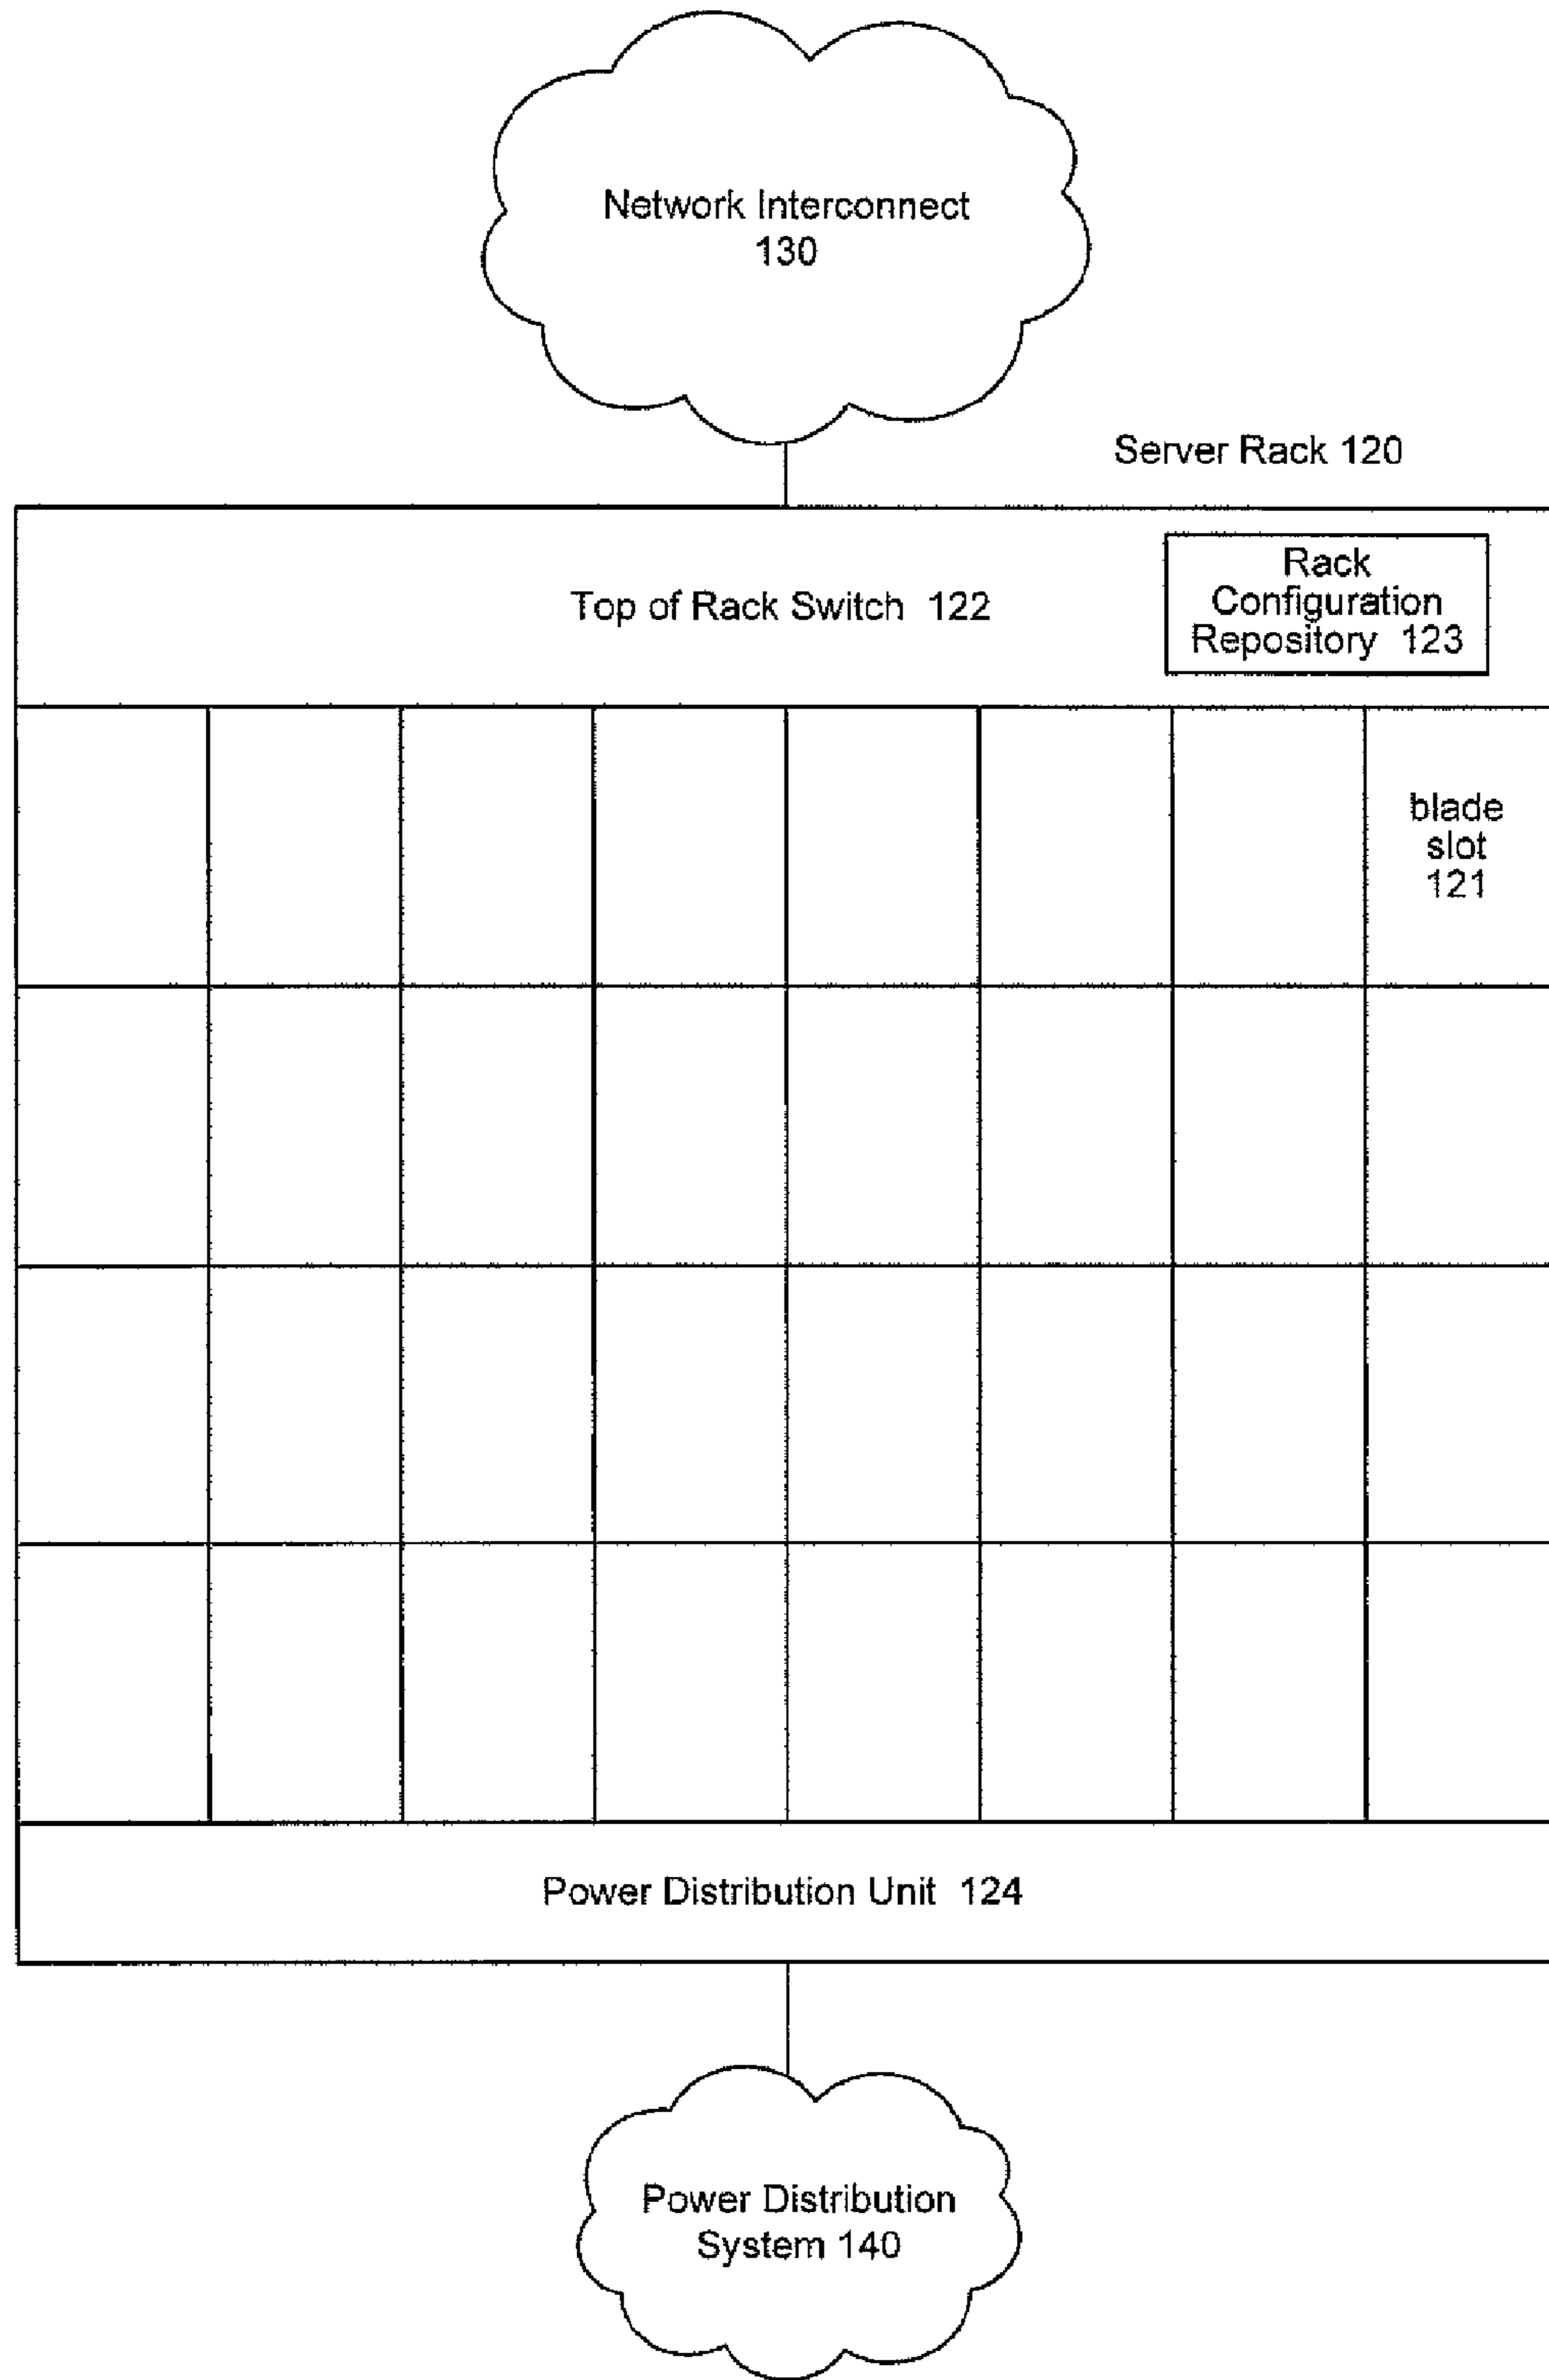 Network Interconnect
130
Server Rack 120
Top of Rack Switch 122
Rack
Configuration
Repository 123
blade
slot
121
Power Distribution Unit 124
Power Distribution
System 140